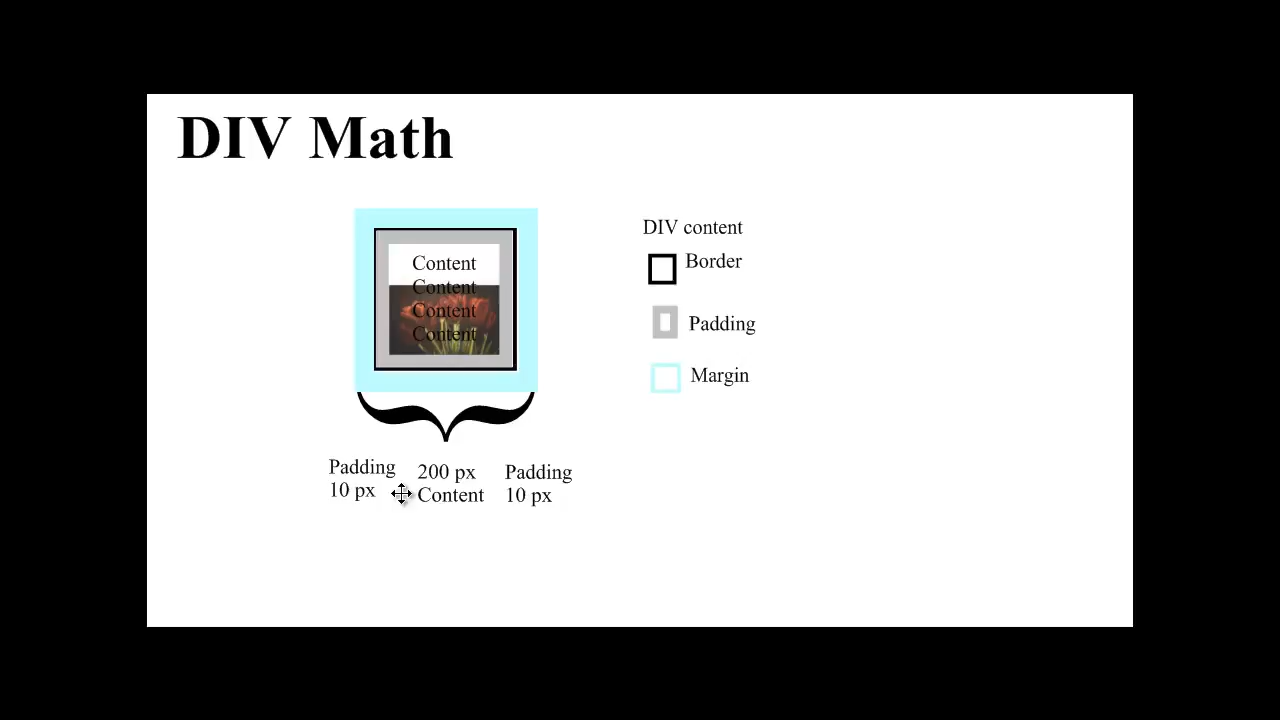 DIV Math
Content
Content
Content
Content
DIV content
Border
Padding
Margin
Padding
10 px
200 px
Content
Padding
10 px